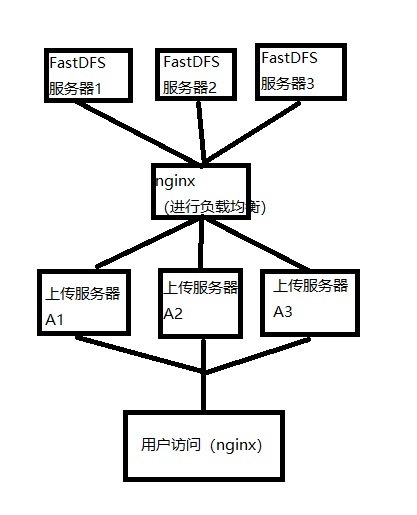 FastDFS
服务器1
FastDFS
服务器2
FastDFS
服务器3
nginx
（进行负载均衡）
上传服务器
A1
上传服务器
A2
上传服务器
A3
用户访问（nginx）